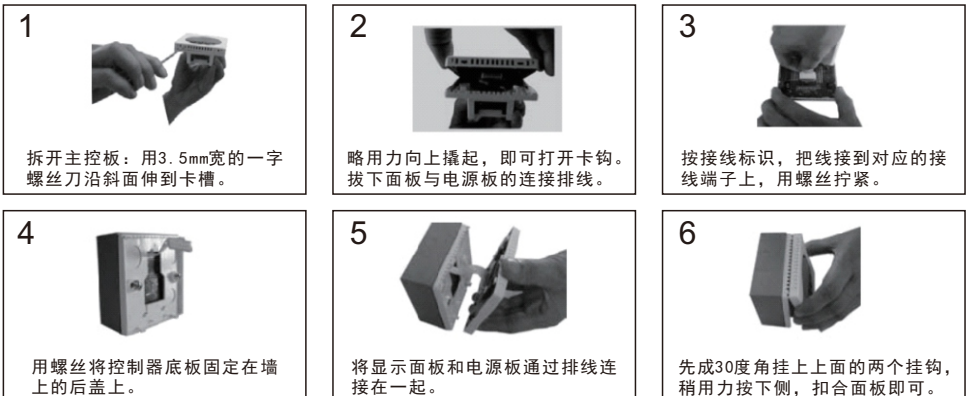 1
拆开主控板：用3.5mm宽的一字
螺丝刀沿斜面伸到卡槽。
2
略用力向上撬起，即可打开卡钩。
拔下面板与电源板的连接排线。
3
按接线标识，把线接到对应的接
线端子上，用螺丝拧紧。
4
用螺丝将控制器底板固定在墙
上的后盖上。
5
将显示面板和电源板通过排线连
接在一起。
6
先成30度角挂上上面的两个挂钩，
稍用力按下侧，扣合面板即可。